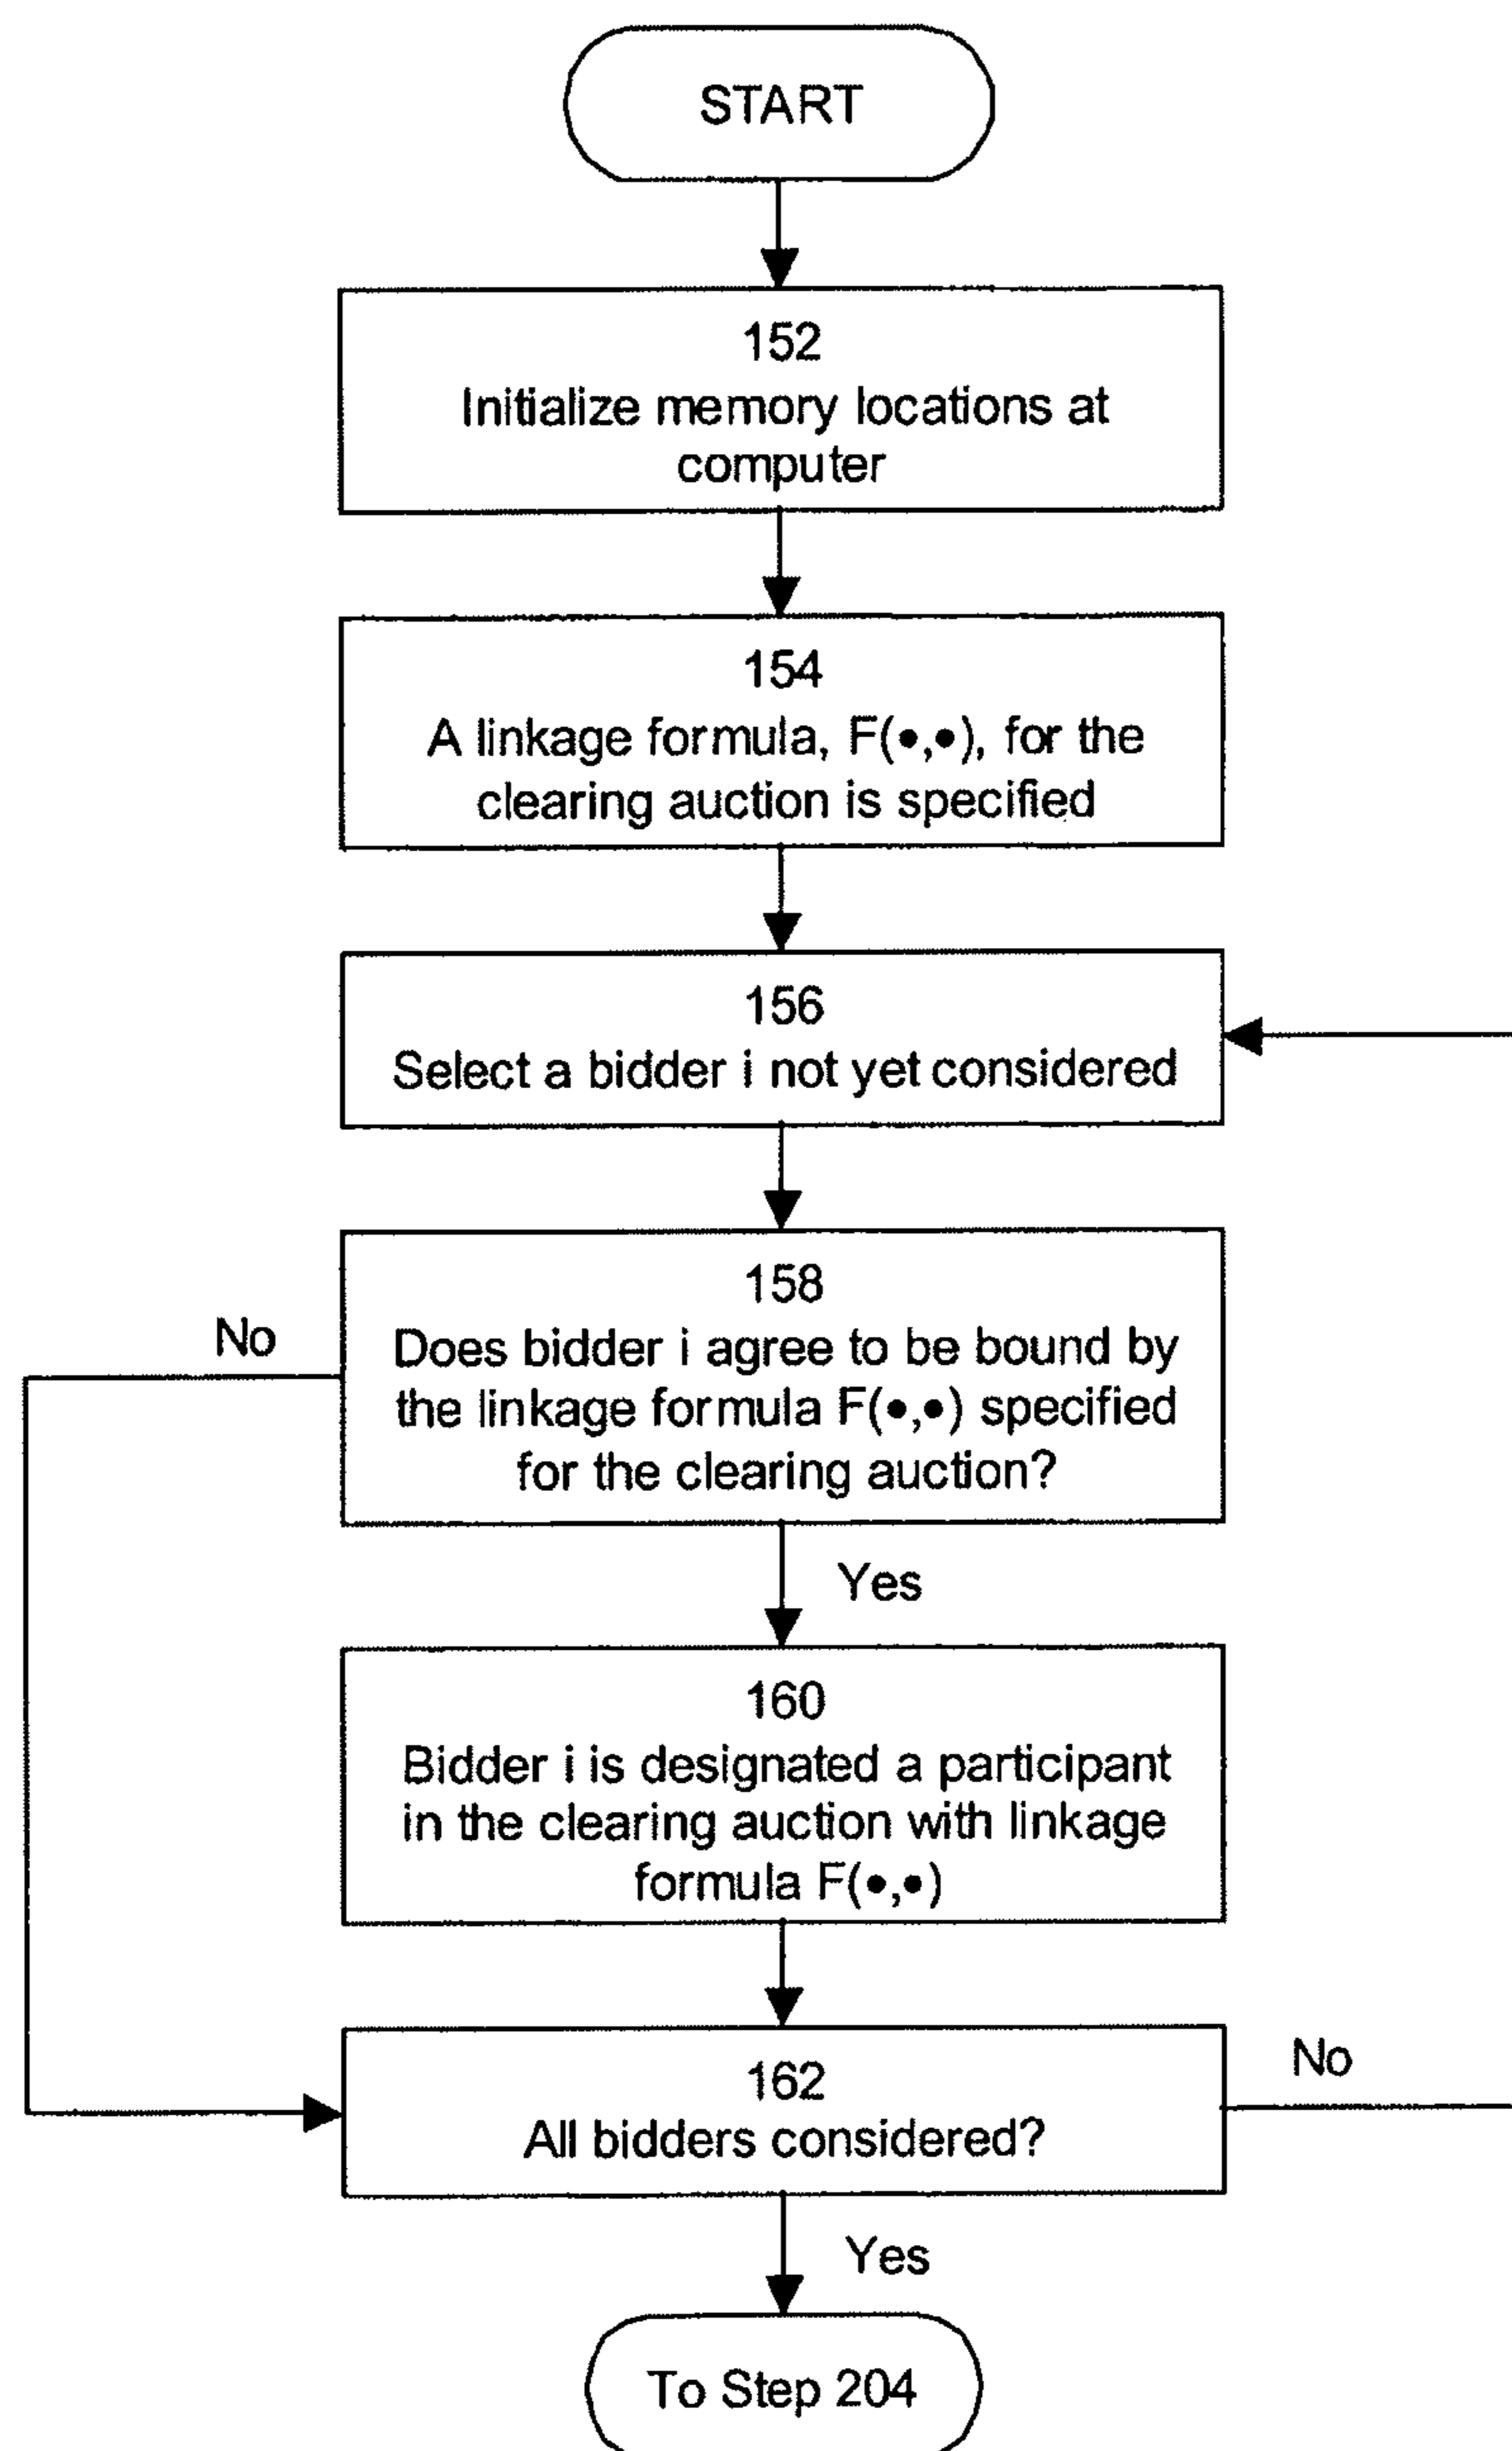 START
152
Initialize memory locations at
computer
154
A linkage formula, F(•,•), for the
clearing auction is specified
156
Select a bidder i not yet considered
158
No
Does bidder i agree to be bound by
the linkage formula F(•,•) specified
for the clearing auction?
Yes
160
Bidder i is designated a participant
in the clearing auction with linkage
formula F(•,•)
162
No
All bidders considered?
Yes
To Step 204